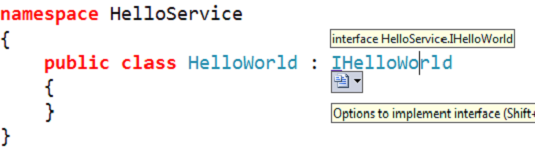 namespace HelloService
{
interface HelloService.IHelloWorld
public class HelloWorld : IHelloWorld
{
}
Options to implement interface (Shift+
}